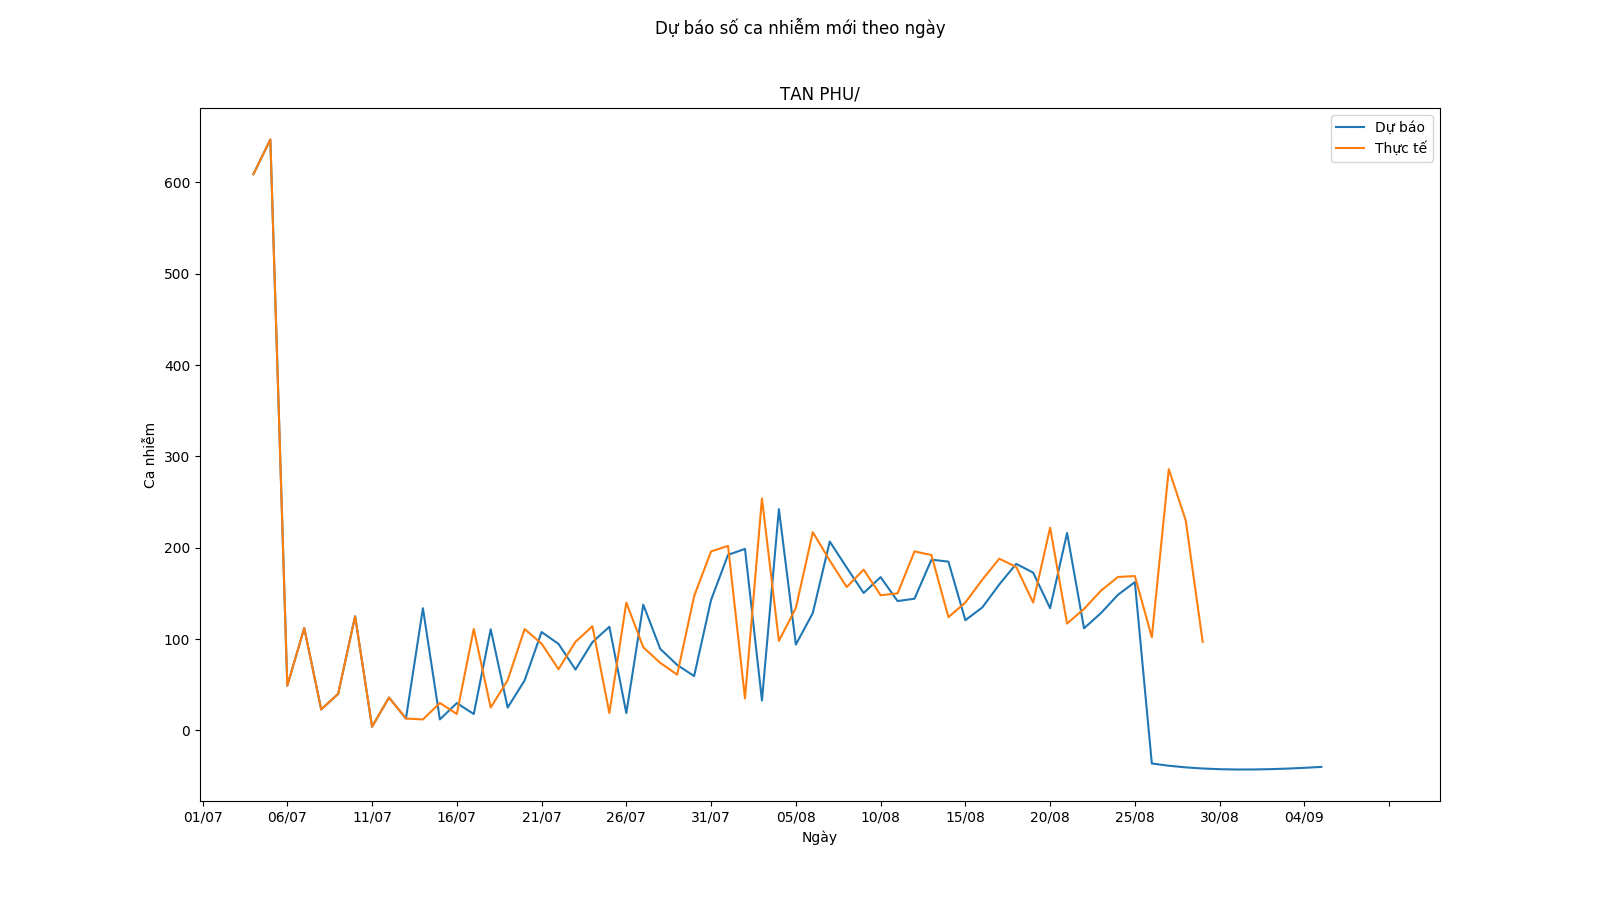 Dự báo số ca nhiễm mới theo ngày
TAN PHU/
Dự báo
Thực tế
600
500
400
300
200
100
0
Ca nhiễm
01/07 06/07 11/07 16/07 21/07 26/07 31/07 05/08 10/08 15/08 20/08 25/08 30/08 04/09
Ngày